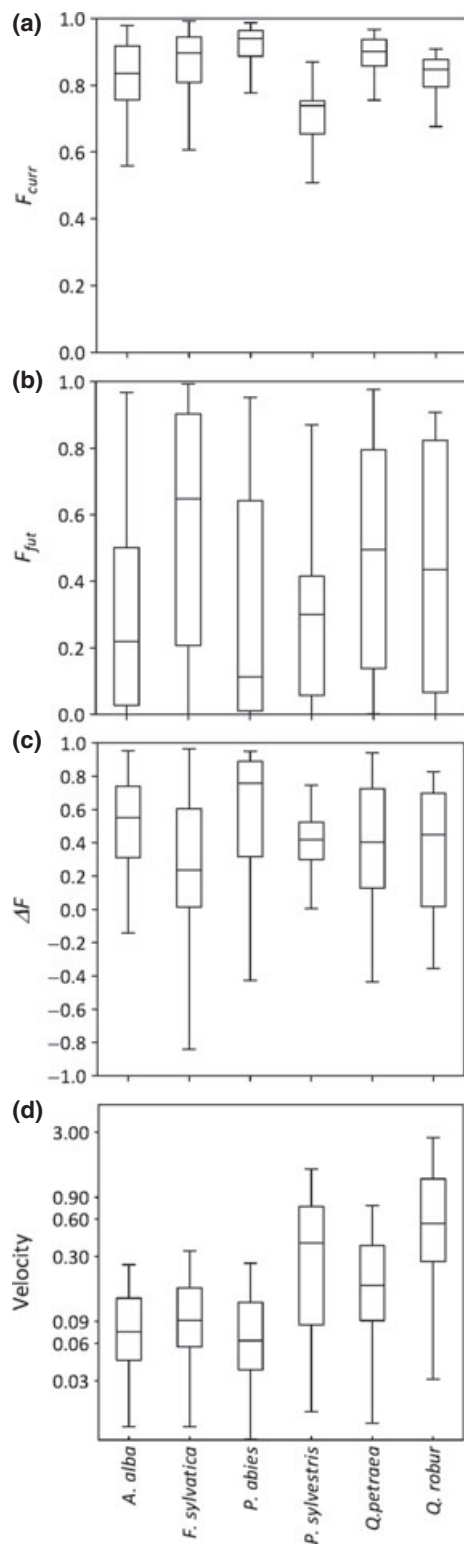 (a)
1.0
0.8
0.6
0.4
0.2
0.0
F_curr
(b)
1.0
0.8
0.6
0.4
0.2
0.0
F_fut
(c)
1.0
0.8
0.6
0.4
0.2
0.0
−0.2
−0.4
−0.6
−0.8
−1.0
ΔF
(d)
3.00
0.90
0.60
0.30
0.09
0.06
0.03
Velocity
A. alba
F. sylvatica
P. abies
P. sylvestris
Q.petraea
Q. robur